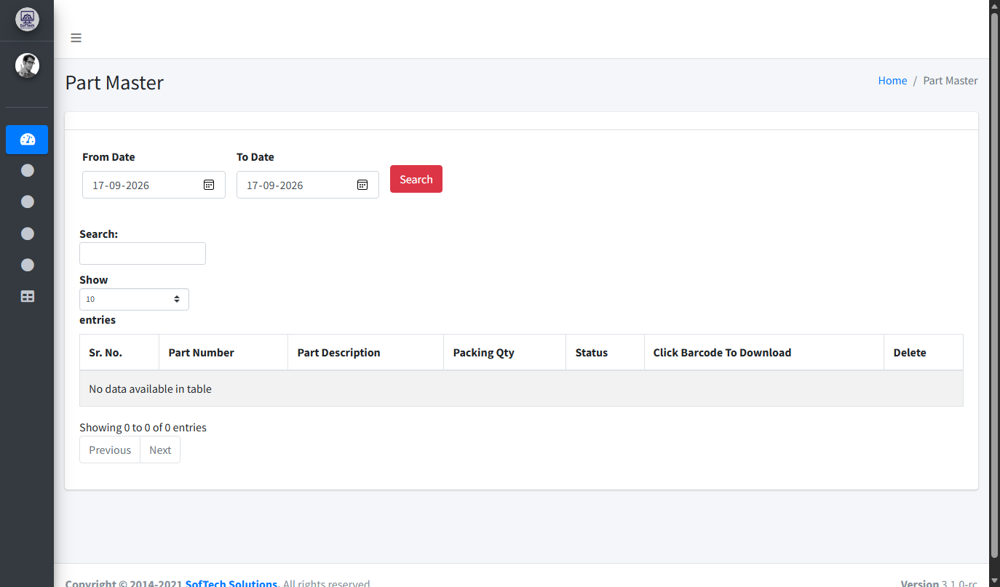 SofTech
Part Master
Home / Part Master
From Date
To Date
17-09-2026
17-09-2026
Search
Search:
Show
10
entries
Sr. No. Part Number Part Description Packing Qty Status Click Barcode To Download Delete
No data available in table
Showing 0 to 0 of 0 entries
Previous Next
Copyright © 2014-2021 SofTech Solutions. All rights reserved.
Version 3.1.0-rc